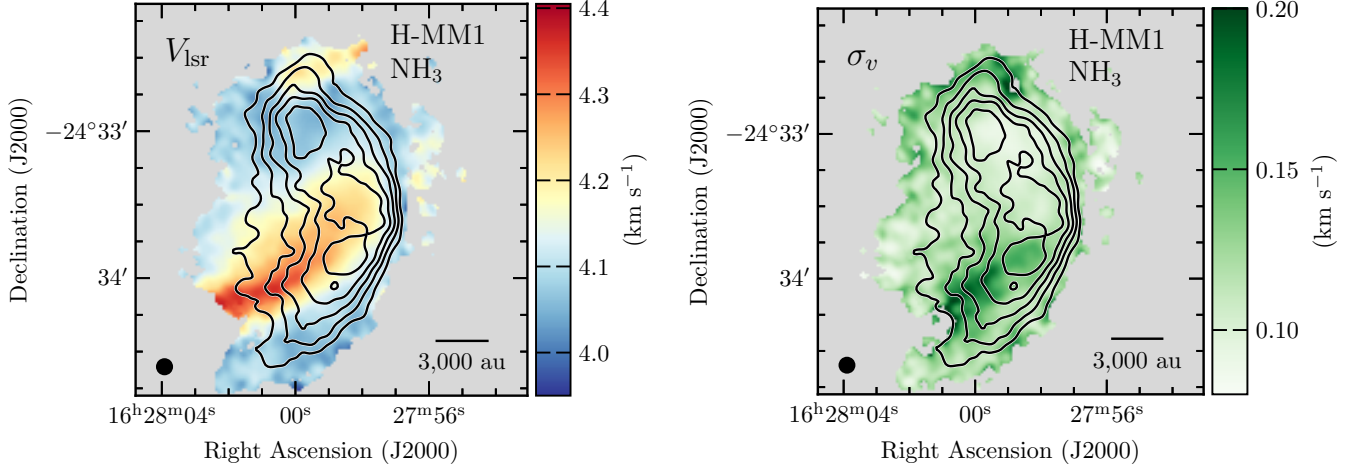 V_lsr
H-MM1
NH₃
4.4
4.3
4.2
4.1
4.0
(km s⁻¹)
−24°33′
34′
Declination (J2000)
3,000 au
16ʰ28ᵐ04ˢ
00ˢ
27ᵐ56ˢ
Right Ascension (J2000)
σ_v
H-MM1
NH₃
0.20
0.15
0.10
(km s⁻¹)
−24°33′
34′
Declination (J2000)
3,000 au
16ʰ28ᵐ04ˢ
00ˢ
27ᵐ56ˢ
Right Ascension (J2000)